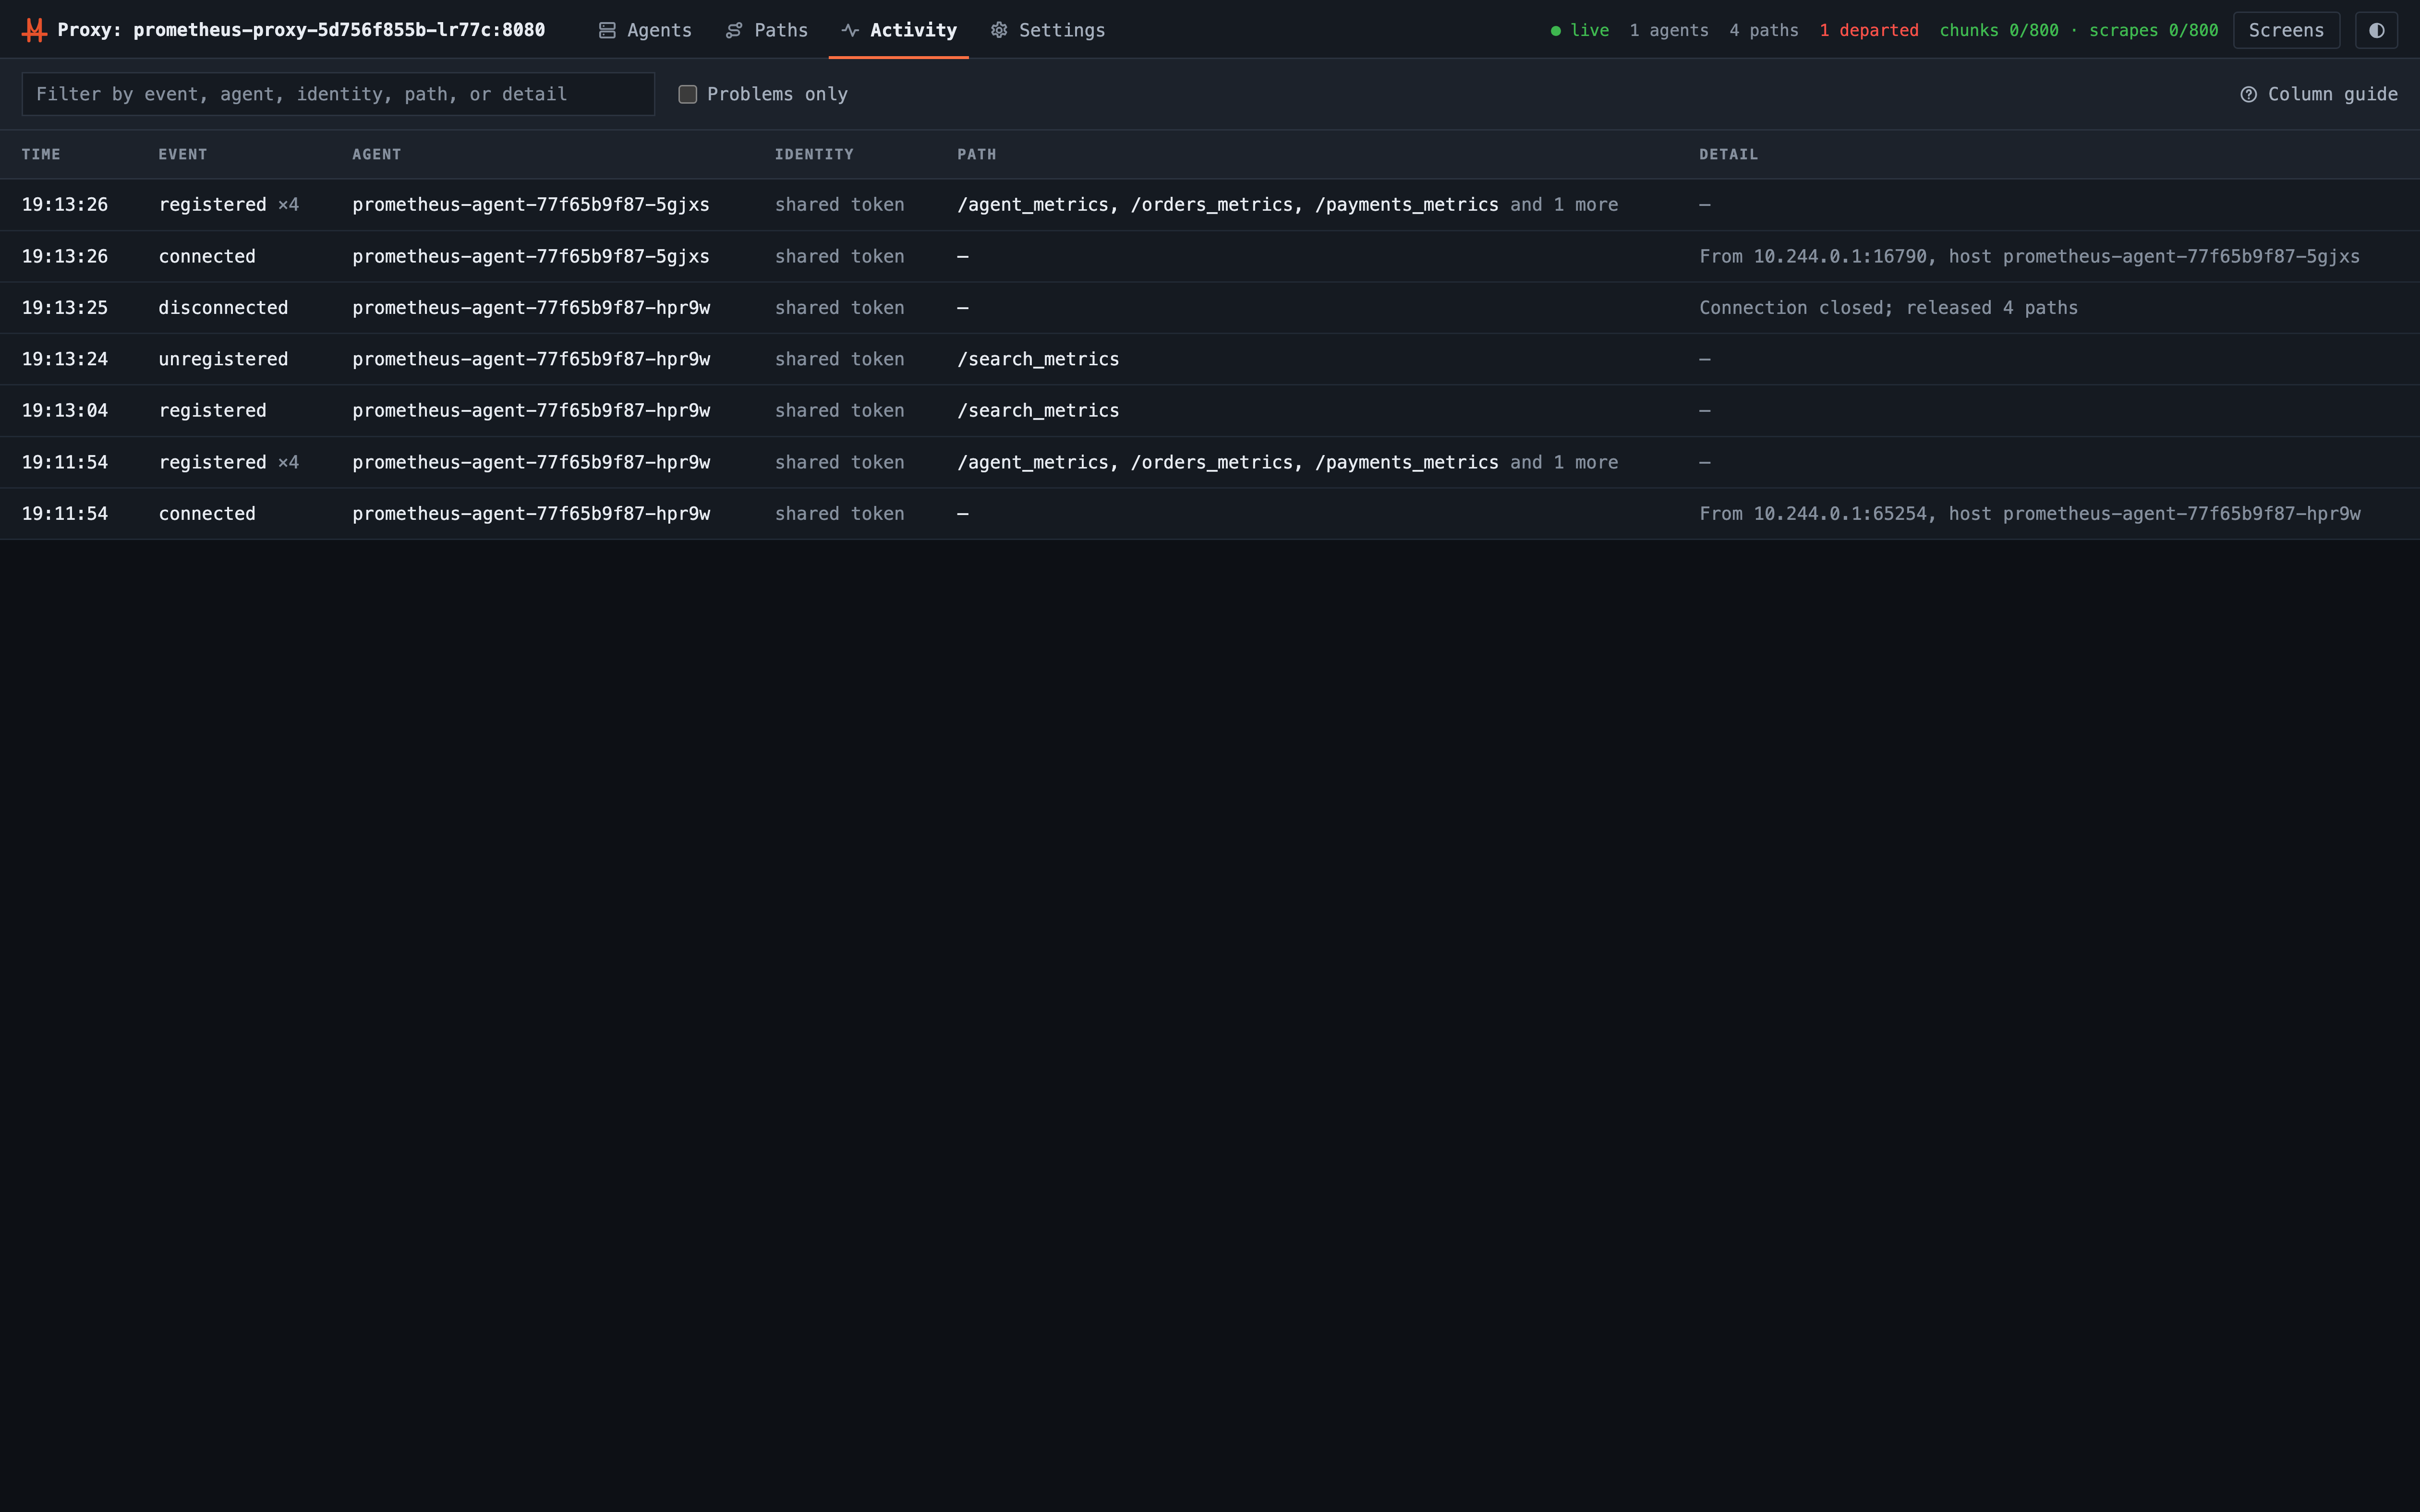 Proxy: prometheus-proxy-5d756f855b-lr77c:8080 Agents Paths Activity Settings live 1 agents 4 paths 1 departed chunks 0/800 · scrapes 0/800 Screens
Filter by event, agent, identity, path, or detail Problems only Column guide
TIME EVENT AGENT IDENTITY PATH DETAIL
19:13:26 registered ×4 prometheus-agent-77f65b9f87-5gjxs shared token /agent_metrics, /orders_metrics, /payments_metrics and 1 more —
19:13:26 connected prometheus-agent-77f65b9f87-5gjxs shared token — From 10.244.0.1:16790, host prometheus-agent-77f65b9f87-5gjxs
19:13:25 disconnected prometheus-agent-77f65b9f87-hpr9w shared token — Connection closed; released 4 paths
19:13:24 unregistered prometheus-agent-77f65b9f87-hpr9w shared token /search_metrics —
19:13:04 registered prometheus-agent-77f65b9f87-hpr9w shared token /search_metrics —
19:11:54 registered ×4 prometheus-agent-77f65b9f87-hpr9w shared token /agent_metrics, /orders_metrics, /payments_metrics and 1 more —
19:11:54 connected prometheus-agent-77f65b9f87-hpr9w shared token — From 10.244.0.1:65254, host prometheus-agent-77f65b9f87-hpr9w